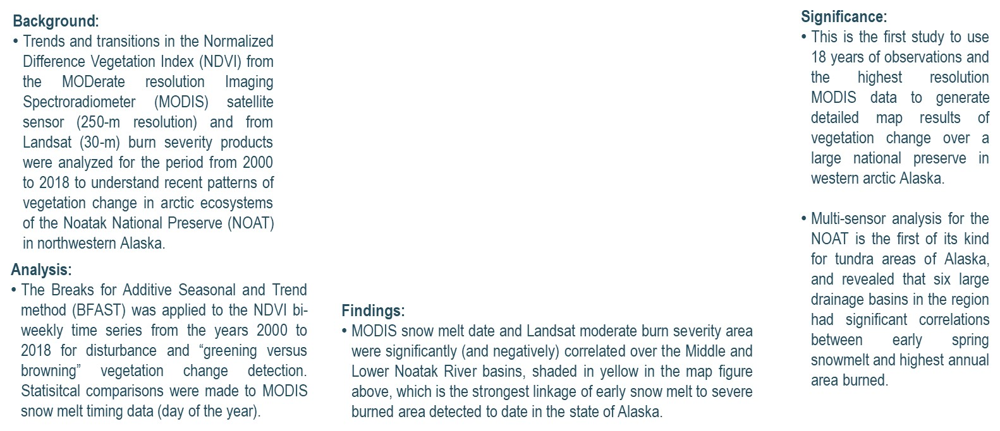 Background:
• Trends and transitions in the Normalized
Difference Vegetation Index (NDVI) from
the MODerate resolution Imaging
Spectroradiometer (MODIS) satellite
sensor (250-m resolution) and from
Landsat (30-m) burn severity products
were analyzed for the period from 2000
to 2018 to understand recent patterns of
vegetation change in arctic ecosystems
of the Noatak National Preserve (NOAT)
in northwestern Alaska.
Analysis:
• The Breaks for Additive Seasonal and Trend
method (BFAST) was applied to the NDVI bi-
weekly time series from the years 2000 to
2018 for disturbance and “greening versus
browning” vegetation change detection.
Statisitcal comparisons were made to MODIS
snow melt timing data (day of the year).
Findings:
• MODIS snow melt date and Landsat moderate burn severity area
were significantly (and negatively) correlated over the Middle and
Lower Noatak River basins, shaded in yellow in the map figure
above, which is the strongest linkage of early snow melt to severe
burned area detected to date in the state of Alaska.
Significance:
• This is the first study to use
18 years of observations and
the highest resolution
MODIS data to generate
detailed map results of
vegetation change over a
large national preserve in
western arctic Alaska.
• Multi-sensor analysis for the
NOAT is the first of its kind
for tundra areas of Alaska,
and revealed that six large
drainage basins in the region
had significant correlations
between early spring
snowmelt and highest annual
area burned.